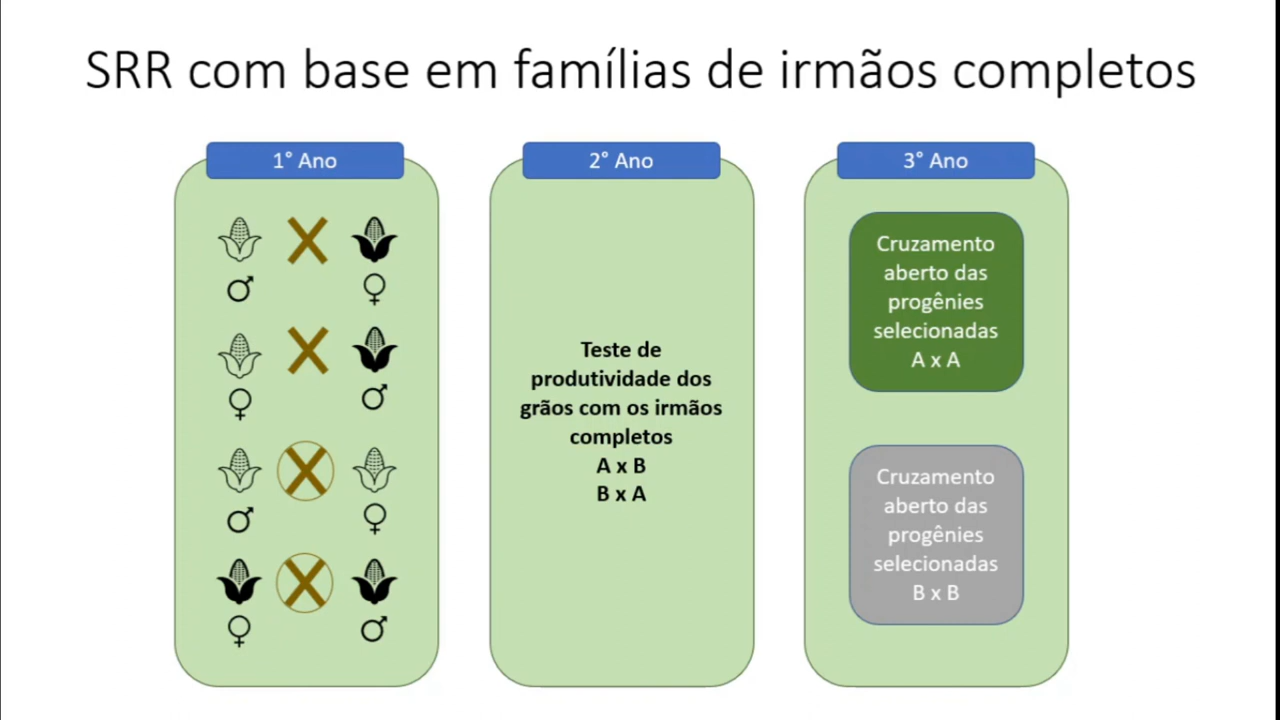 SRR com base em famílias de irmãos completos
1° Ano
2° Ano
Teste de
produtividade dos
grãos com os irmãos
completos
A x B
B x A
3° Ano
Cruzamento
aberto das
progênies
selecionadas
A x A
Cruzamento
aberto das
progênies
selecionadas
B x B